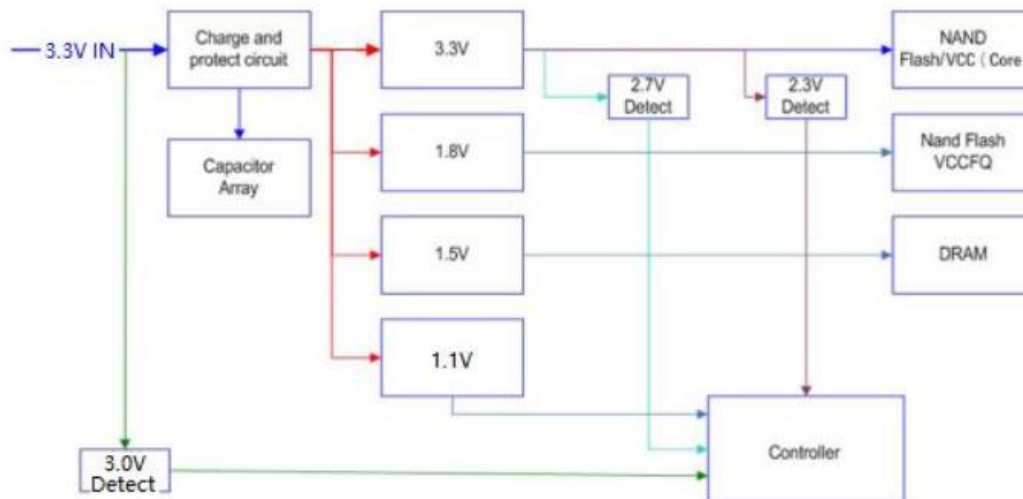 3.3V IN
Charge and
protect circuit
3.3V
NAND
Flash/VCC ( Core
2.7V
Detect
2.3V
Detect
Capacitor
Array
1.8V
Nand Flash
VCCFQ
1.5V
DRAM
1.1V
Controller
3.0V
Detect